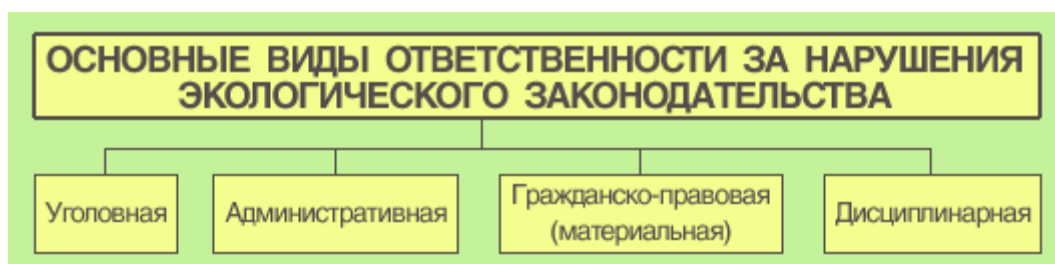 ОСНОВНЫЕ ВИДЫ ОТВЕТСТВЕННОСТИ ЗА НАРУШЕНИЯ
ЭКОЛОГИЧЕСКОГО ЗАКОНОДАТЕЛЬСТВА
Уголовная
Административная
Гражданско-правовая
(материальная)
Дисциплинарная